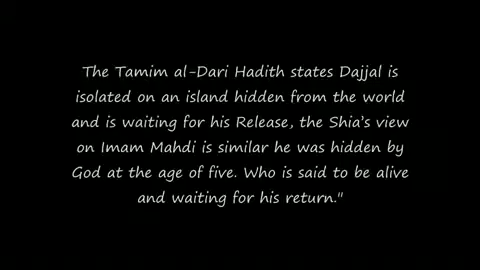 The Tamim al-Dari Hadith states Dajjal is
isolated on an island hidden from the world
and is waiting for his Release, the Shia's view
on Imam Mahdi is similar he was hidden by
God at the age of five. Who is said to be alive
and waiting for his return."